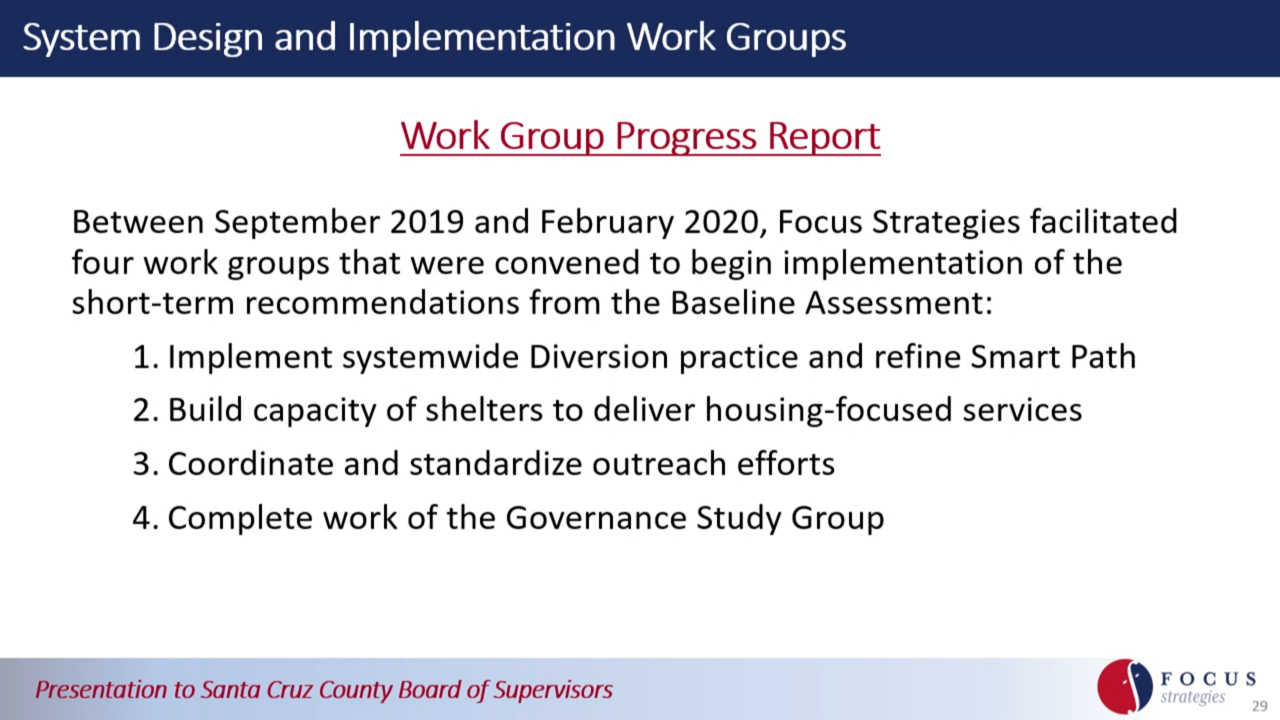 System Design and Implementation Work Groups
Work Group Progress Report
Between September 2019 and February 2020, Focus Strategies facilitated
four work groups that were convened to begin implementation of the
short-term recommendations from the Baseline Assessment:
1. Implement systemwide Diversion practice and refine Smart Path
2. Build capacity of shelters to deliver housing-focused services
3. Coordinate and standardize outreach efforts
4. Complete work of the Governance Study Group
Presentation to Santa Cruz County Board of Supervisors
FOCUS
strategies
29